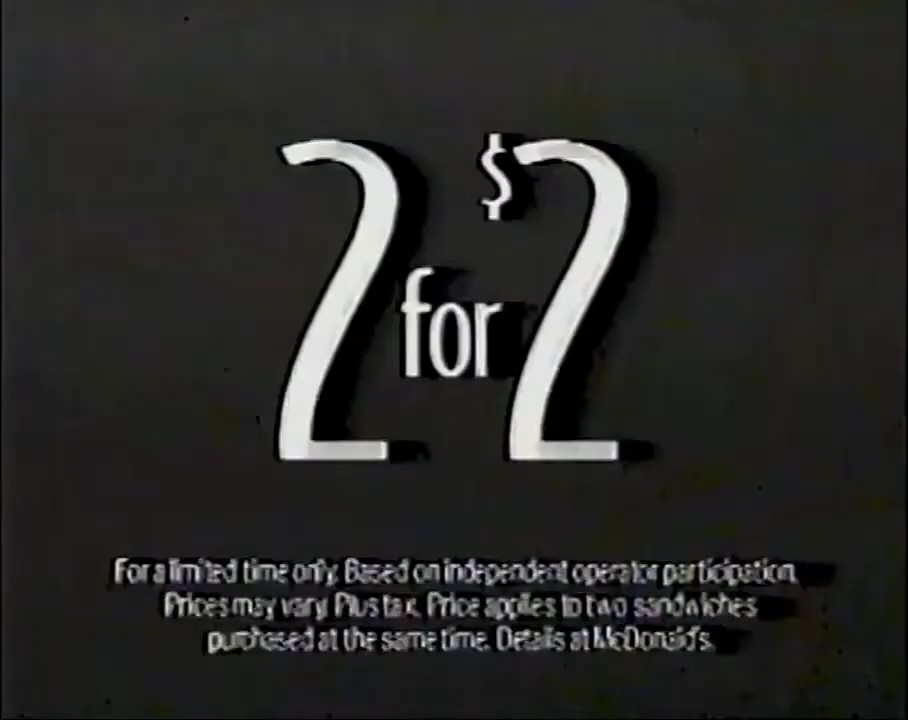 2 for $2
For a limited time only. Based on independent operator participation.
Prices may vary. Plus tax. Price applies to two sandwiches
purchased at the same time. Details at McDonald's.